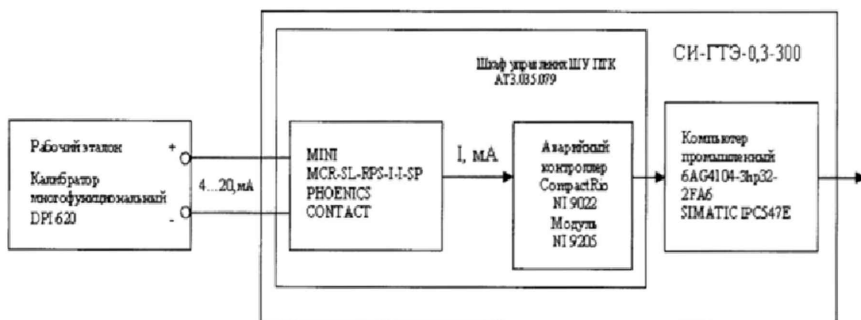 СИ-ГТЭ-0,3-300
Шкаф управления ШУ ПТК
АТ3.035.079
Рабочий эталон
+
Калибратор
многофункциональный
DPI 620
-
4...20, мА
MINI
MCR-SL-RPS-I-I-SP
PHOENICS
CONTACT
I, мА
Аварийный
контроллер
CompactRio
NI 9022
Модуль
NI 9205
Компьютер
промышленный
6AG4104-3hp32-
2FA6
SIMATIC IPC547E